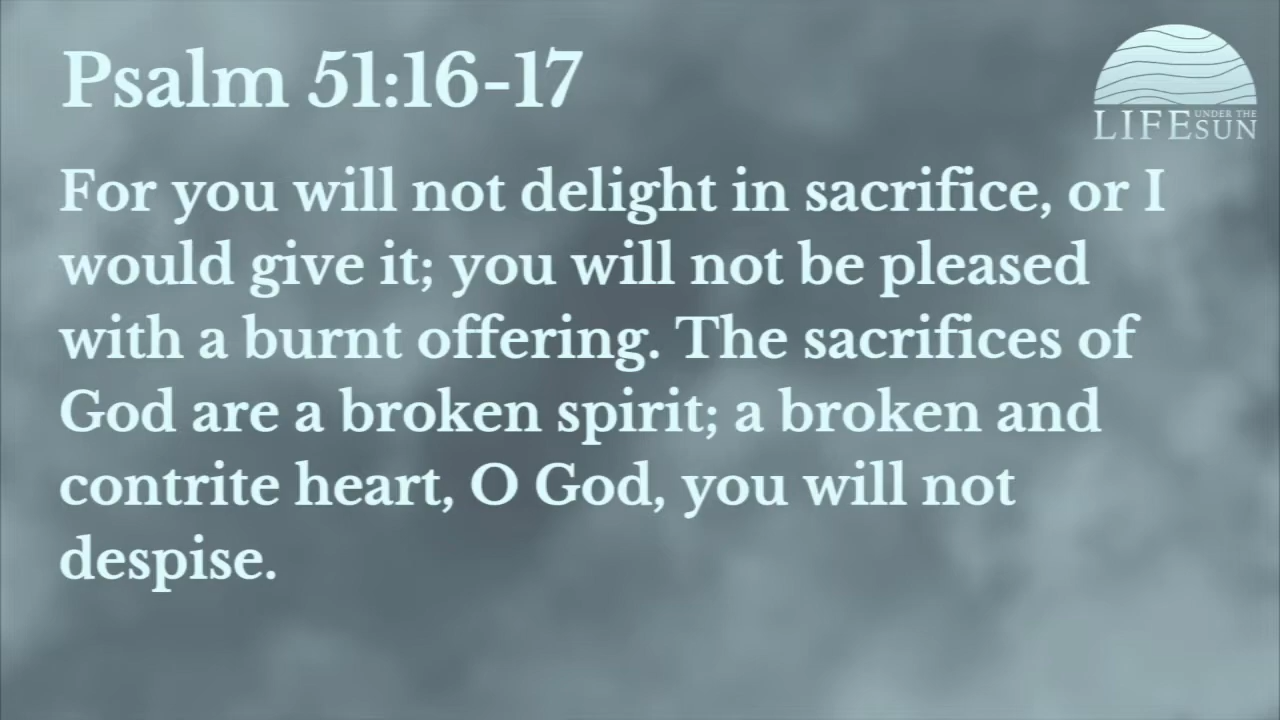 Psalm 51:16-17
LIFE UNDER THE SUN
For you will not delight in sacrifice, or I
would give it; you will not be pleased
with a burnt offering. The sacrifices of
God are a broken spirit; a broken and
contrite heart, O God, you will not
despise.